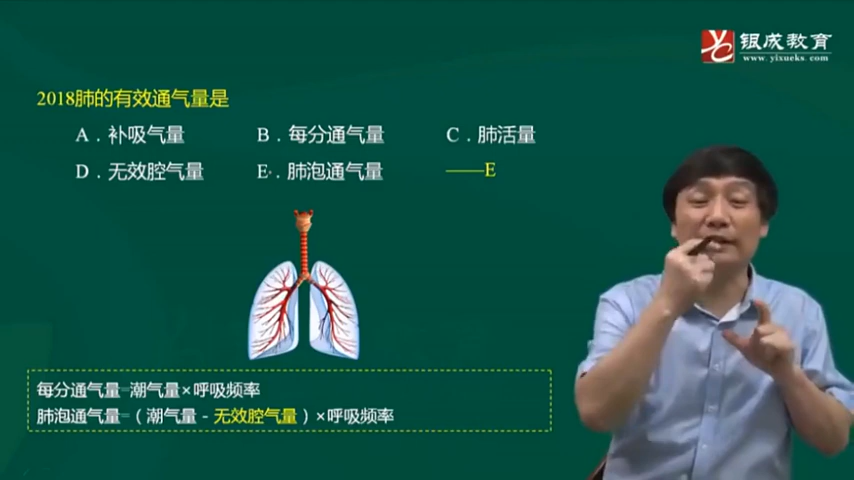 银成教育
www.yixueks.com
2018肺的有效通气量是
A．补吸气量 B．每分通气量 C．肺活量
D．无效腔气量 E．肺泡通气量 ——E
每分通气量=潮气量×呼吸频率
肺泡通气量=（潮气量-无效腔气量）×呼吸频率